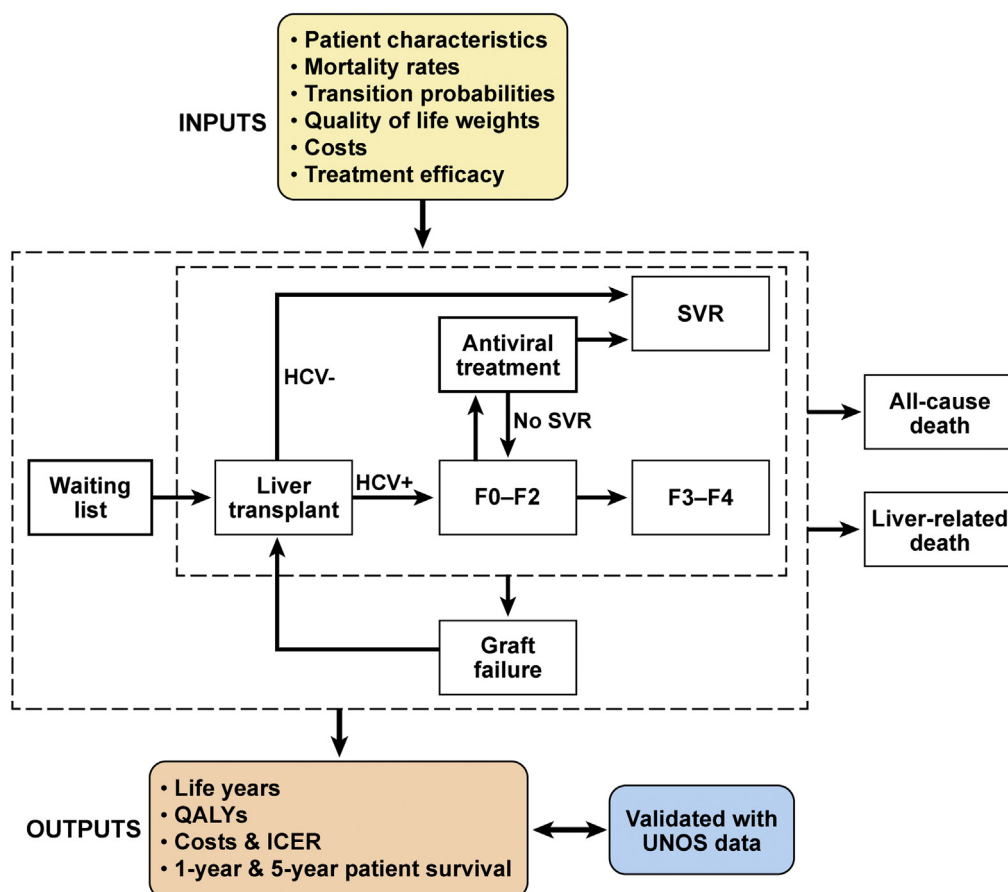 INPUTS
• Patient characteristics
• Mortality rates
• Transition probabilities
• Quality of life weights
• Costs
• Treatment efficacy
SVR
Antiviral
treatment
HCV-
No SVR
All-cause
death
Waiting
list
Liver
transplant
HCV+
F0–F2
F3–F4
Liver-related
death
Graft
failure
OUTPUTS
• Life years
• QALYs
• Costs & ICER
• 1-year & 5-year patient survival
Validated with
UNOS data